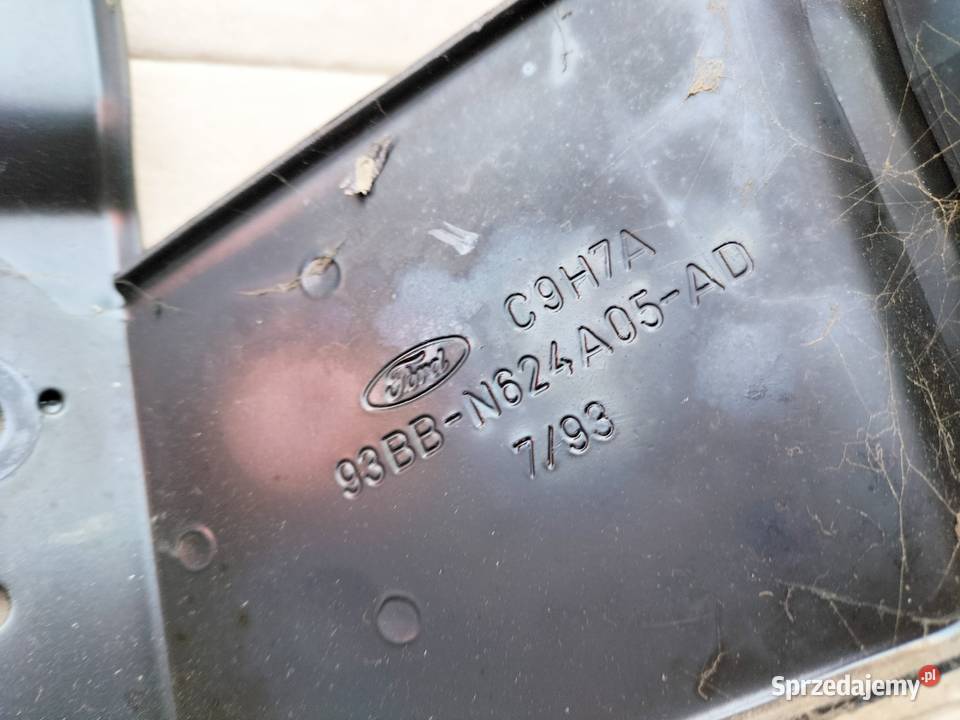 C9H7A
Ford
93BB-N624A05-AD
7/93
Sprzedajemy.pl